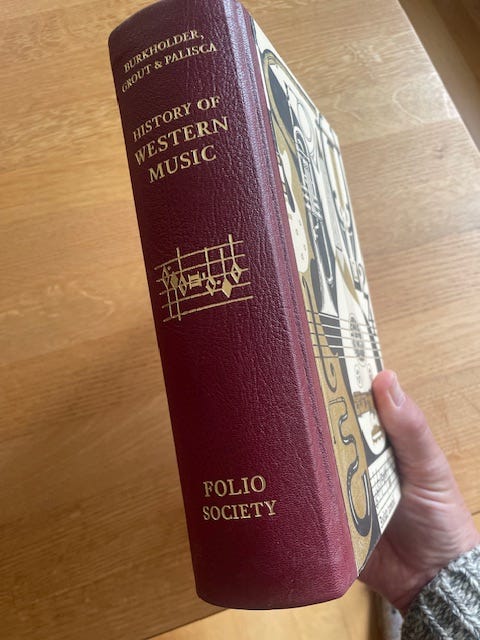 BURKHOLDER,
GROUT & PALISCA
HISTORY OF
WESTERN
MUSIC
FOLIO
SOCIETY